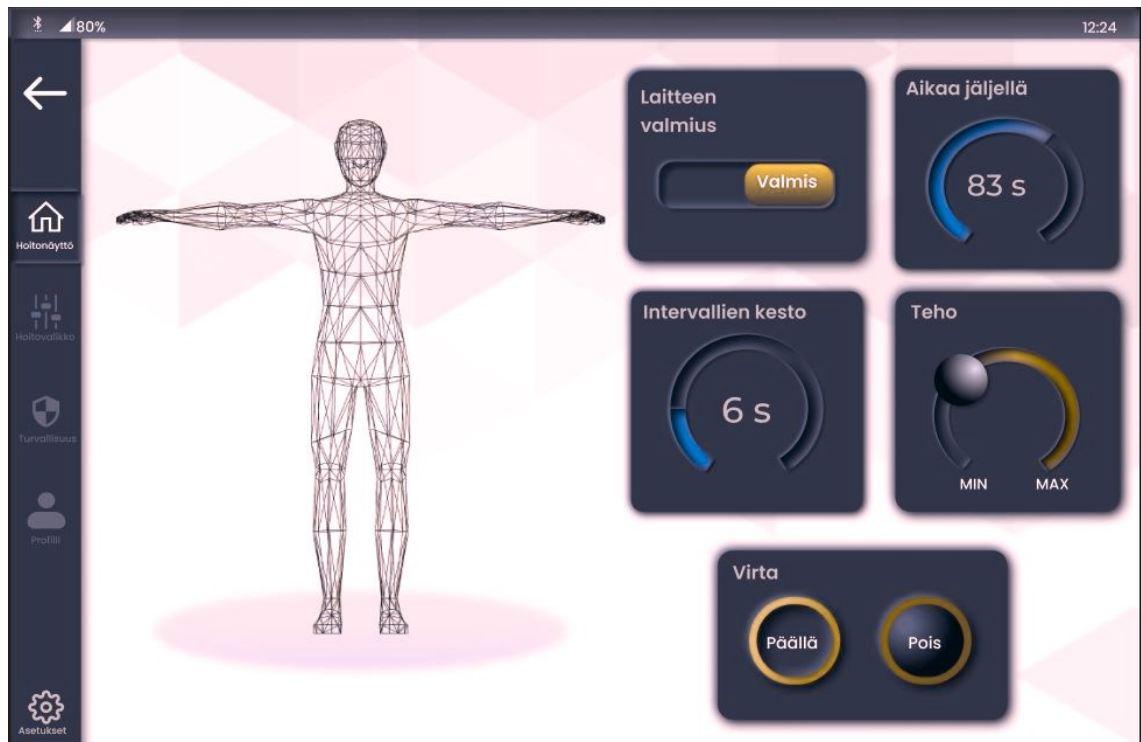 80%
12:24
Hoitonäyttö
Hoitovalikko
Turvallisuus
Profiili
Asetukset
Laitteen
valmius
Valmis
Aikaa jäljellä
83 s
Intervallien kesto
6 s
Teho
MIN MAX
Virta
Päällä Pois